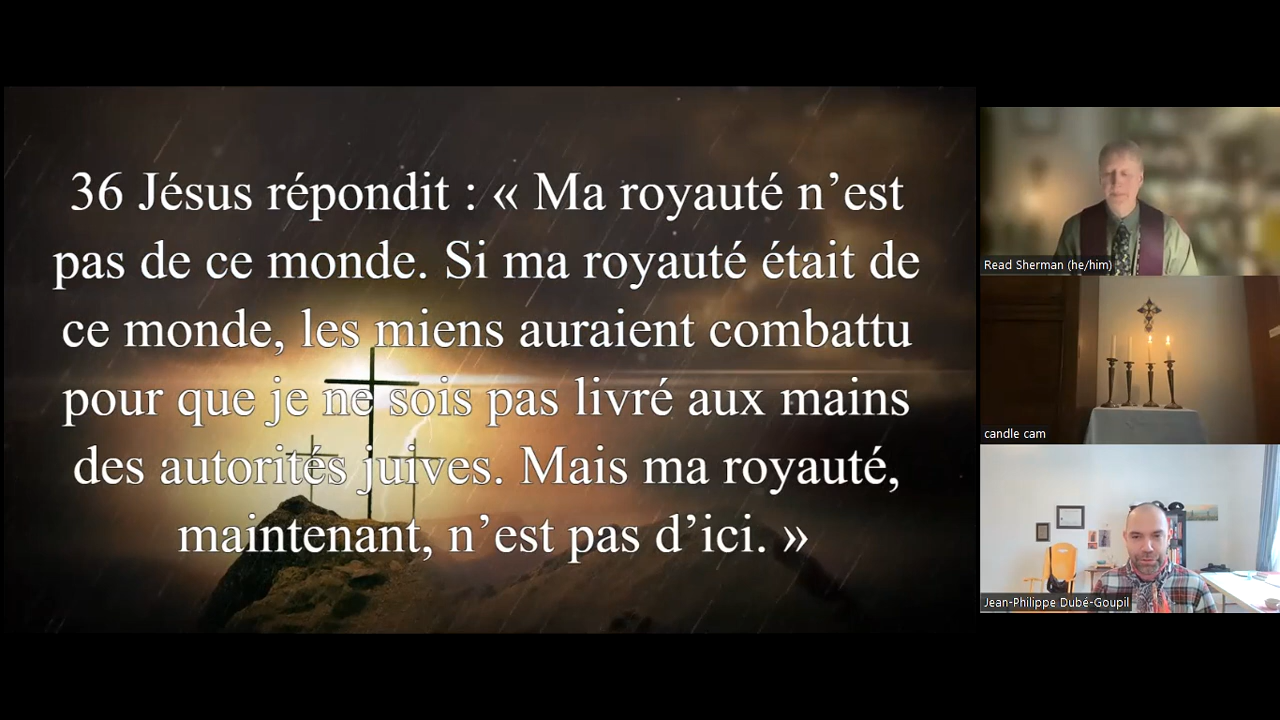 36 Jésus répondit : « Ma royauté n’est
pas de ce monde. Si ma royauté était de
ce monde, les miens auraient combattu
pour que je ne sois pas livré aux mains
des autorités juives. Mais ma royauté,
maintenant, n’est pas d’ici. »
Read Sherman (he/him)
candle cam
Jean-Philippe Dubé-Goupil